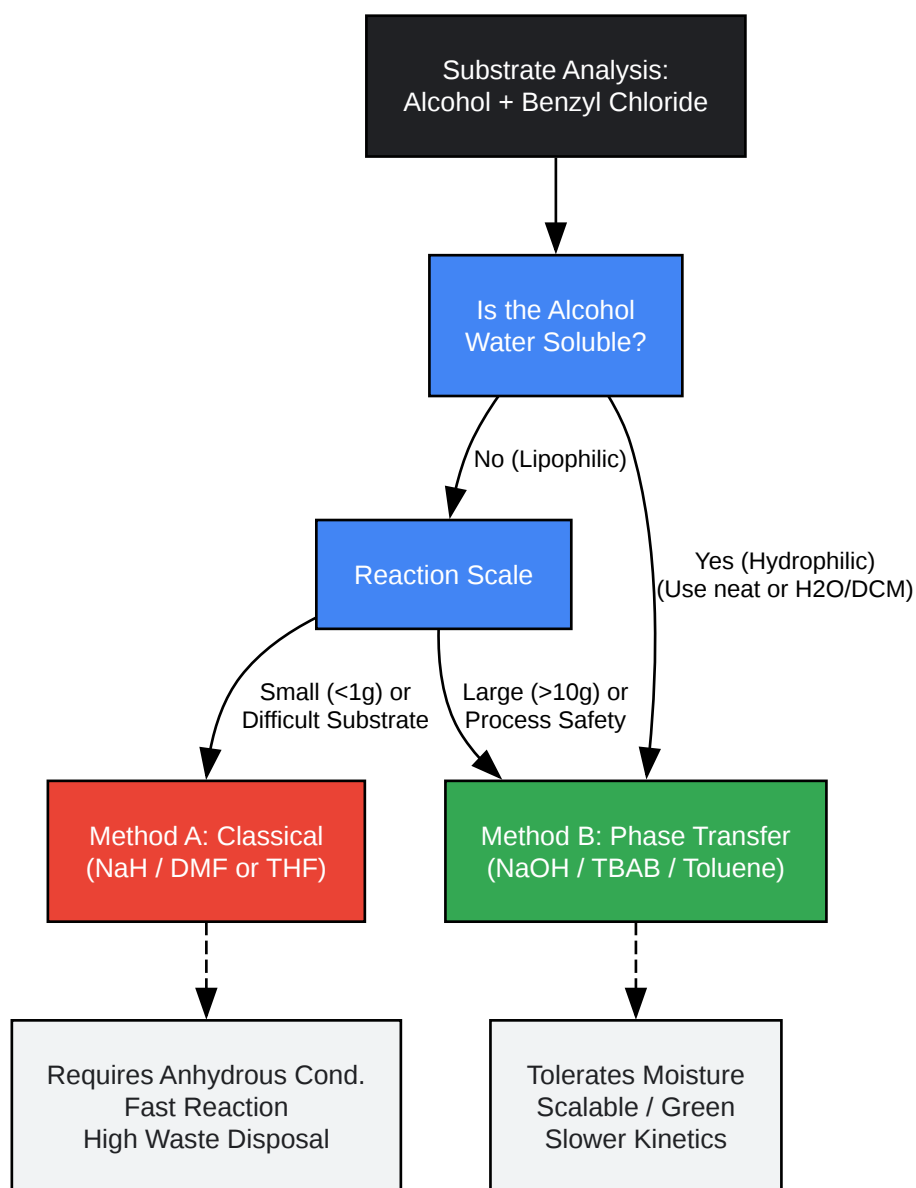 Substrate Analysis:
Alcohol + Benzyl Chloride
Is the Alcohol
Water Soluble?
No (Lipophilic)
Reaction Scale
Yes (Hydrophilic)
(Use neat or H2O/DCM)
Small (<1g) or
Difficult Substrate
Large (>10g) or
Process Safety
Method A: Classical
(NaH / DMF or THF)
Method B: Phase Transfer
(NaOH / TBAB / Toluene)
Requires Anhydrous Cond.
Fast Reaction
High Waste Disposal
Tolerates Moisture
Scalable / Green
Slower Kinetics